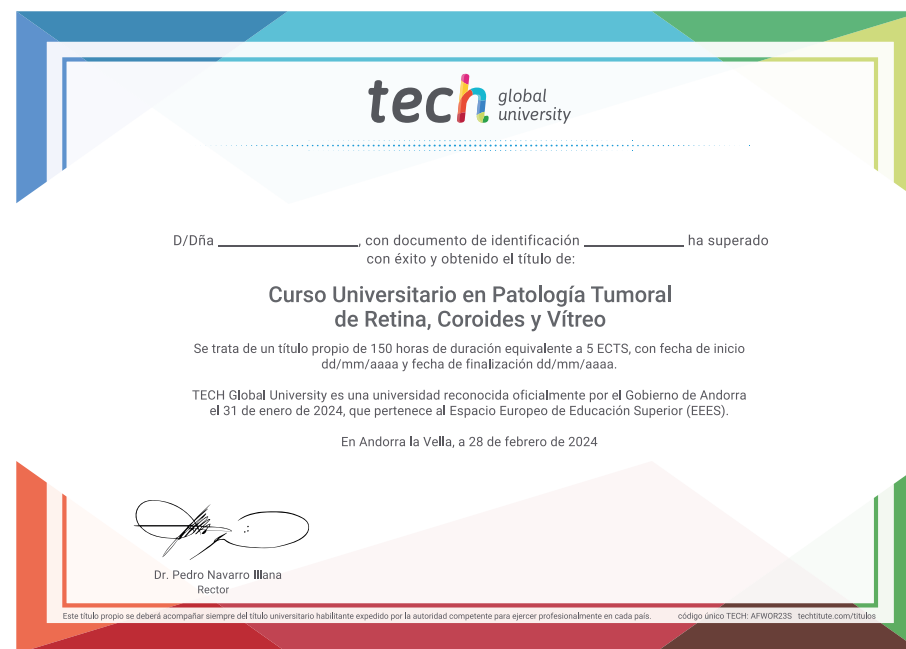 tech global
university
D/Dña ____________________, con documento de identificación ______________ ha superado
con éxito y obtenido el título de:
Curso Universitario en Patología Tumoral
de Retina, Coroides y Vítreo
Se trata de un título propio de 150 horas de duración equivalente a 5 ECTS, con fecha de inicio
dd/mm/aaaa y fecha de finalización dd/mm/aaaa.
TECH Global University es una universidad reconocida oficialmente por el Gobierno de Andorra
el 31 de enero de 2024, que pertenece al Espacio Europeo de Educación Superior (EEES).
En Andorra la Vella, a 28 de febrero de 2024
Dr. Pedro Navarro Illana
Rector
Este título propio se deberá acompañar siempre del título universitario habilitante expedido por la autoridad competente para ejercer profesionalmente en cada país. código único TECH: AFWOR23S techtitute.com/titulos